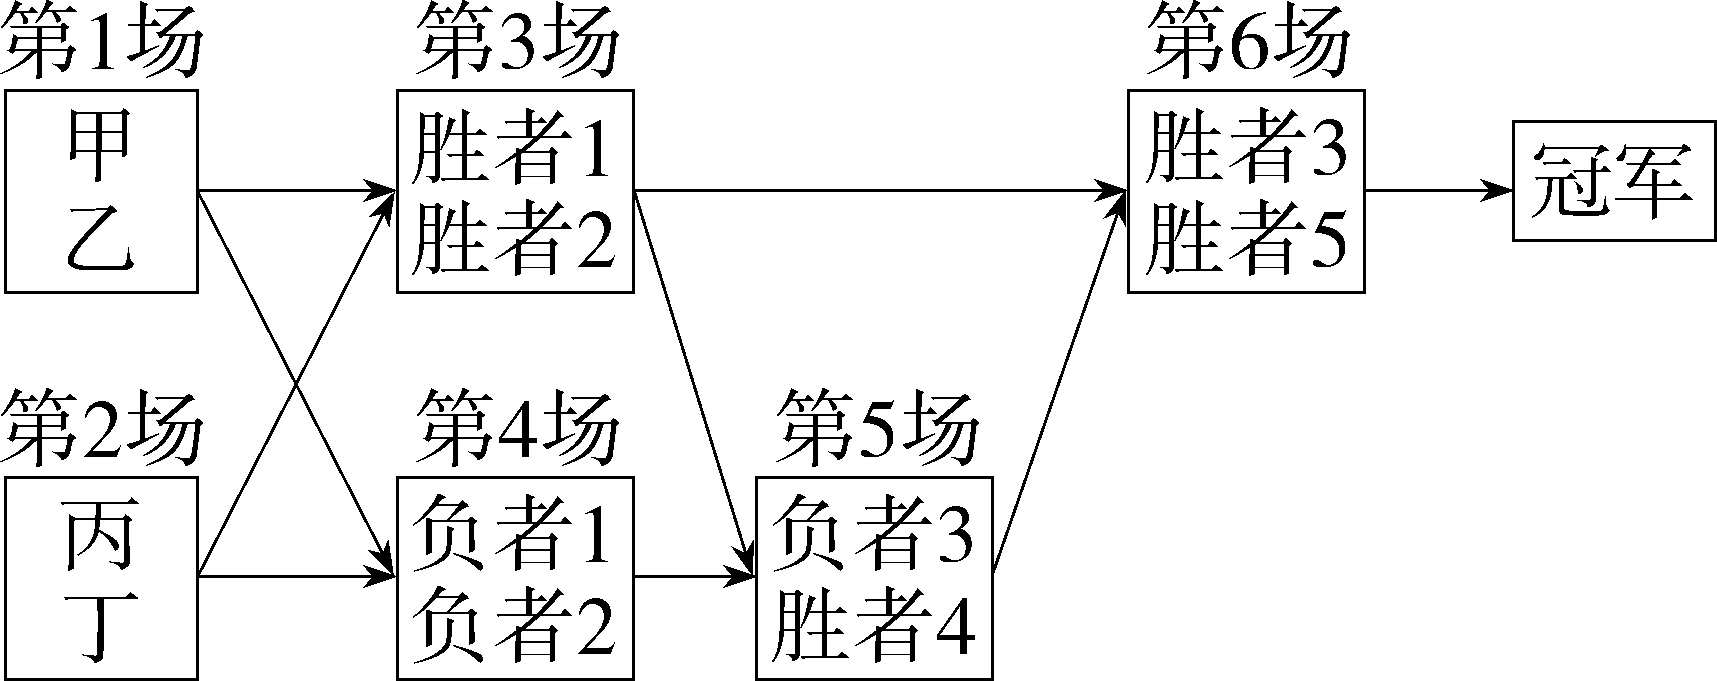 第1场
甲
乙
第3场
胜者1
胜者2
第6场
胜者3
胜者5
冠军
第2场
丙
丁
第4场
负者1
负者2
第5场
负者3
胜者4